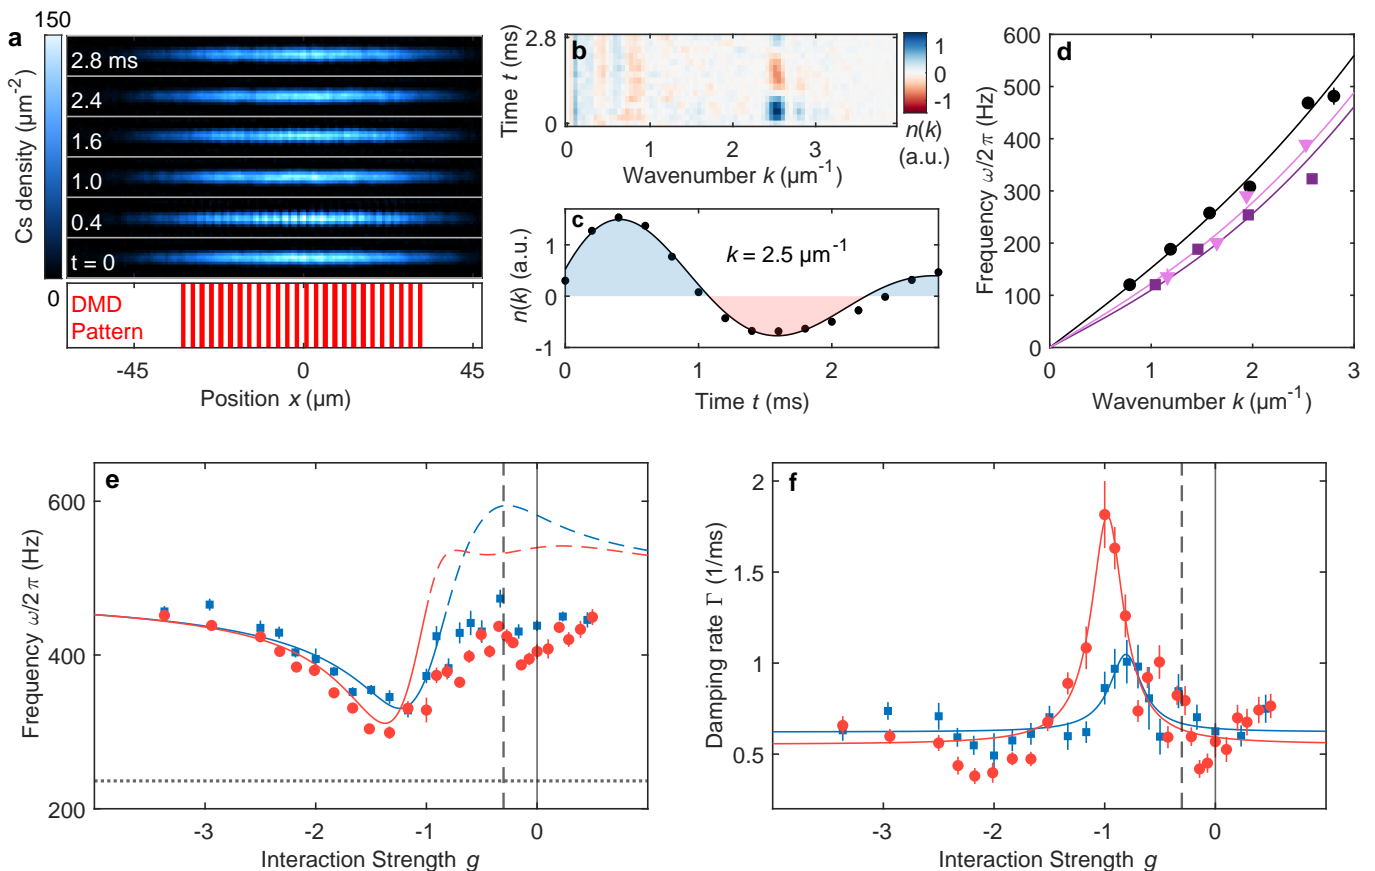 a
150
Cs density (μm-2)
0
2.8 ms
2.4
1.6
1.0
0.4
t = 0
DMD
Pattern
-45
0
45
Position x (μm)
b
Time t (ms)
2.8
0
0
1
2
3
Wavenumber k (μm-1)
1
0
-1
n(k)
(a.u.)
c
n(k) (a.u.)
1
0
-1
k = 2.5 μm-1
0
1
2
Time t (ms)
d
Frequency ω/2π (Hz)
600
500
400
300
200
100
0
0
1
2
3
Wavenumber k (μm-1)
e
Frequency ω/2π (Hz)
600
400
200
-3
-2
-1
0
Interaction Strength g
f
Damping rate Γ (1/ms)
2
1.5
1
0.5
-3
-2
-1
0
Interaction Strength g